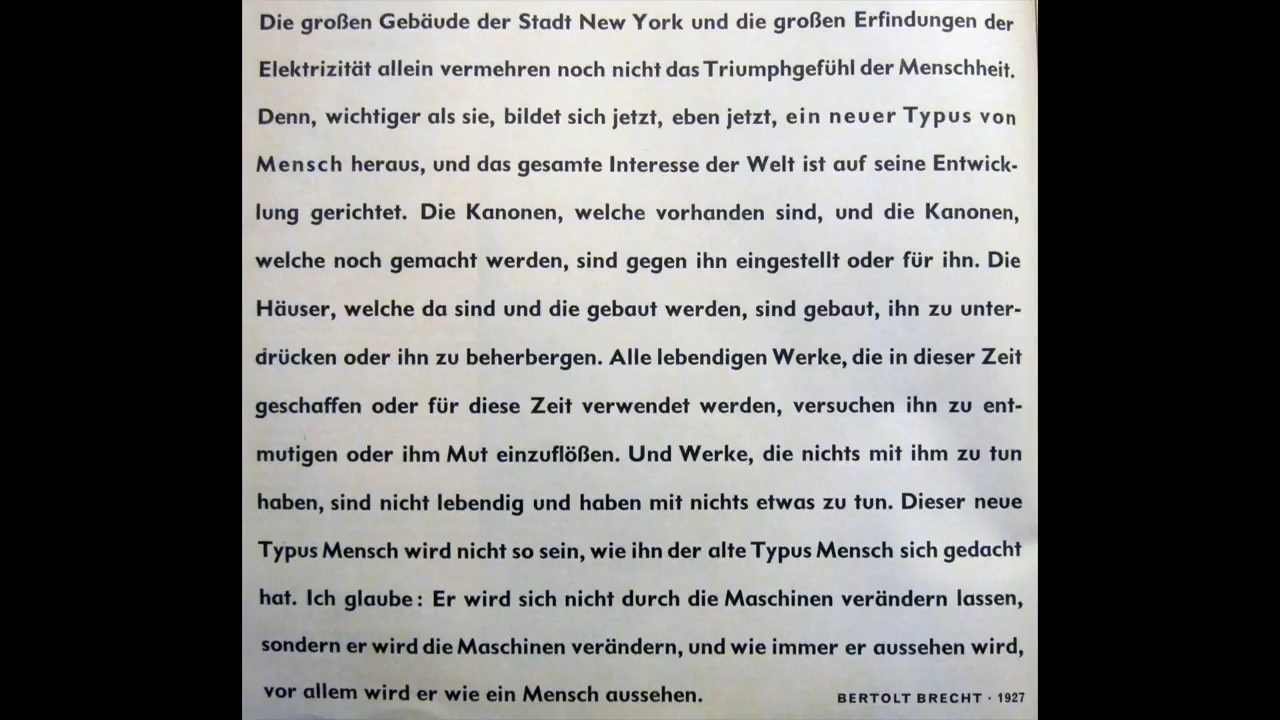 Die großen Gebäude der Stadt New York und die großen Erfindungen der
Elektrizität allein vermehren noch nicht das Triumphgefühl der Menschheit.
Denn, wichtiger als sie, bildet sich jetzt, eben jetzt, ein neuer Typus von
Mensch heraus, und das gesamte Interesse der Welt ist auf seine Entwick-
lung gerichtet. Die Kanonen, welche vorhanden sind, und die Kanonen,
welche noch gemacht werden, sind gegen ihn eingestellt oder für ihn. Die
Häuser, welche da sind und die gebaut werden, sind gebaut, ihn zu unter-
drücken oder ihn zu beherbergen. Alle lebendigen Werke, die in dieser Zeit
geschaffen oder für diese Zeit verwendet werden, versuchen ihn zu ent-
mutigen oder ihm Mut einzuflößen. Und Werke, die nichts mit ihm zu tun
haben, sind nicht lebendig und haben mit nichts etwas zu tun. Dieser neue
Typus Mensch wird nicht so sein, wie ihn der alte Typus Mensch sich gedacht
hat. Ich glaube: Er wird sich nicht durch die Maschinen verändern lassen,
sondern er wird die Maschinen verändern, und wie immer er aussehen wird,
vor allem wird er wie ein Mensch aussehen. BERTOLT BRECHT · 1927